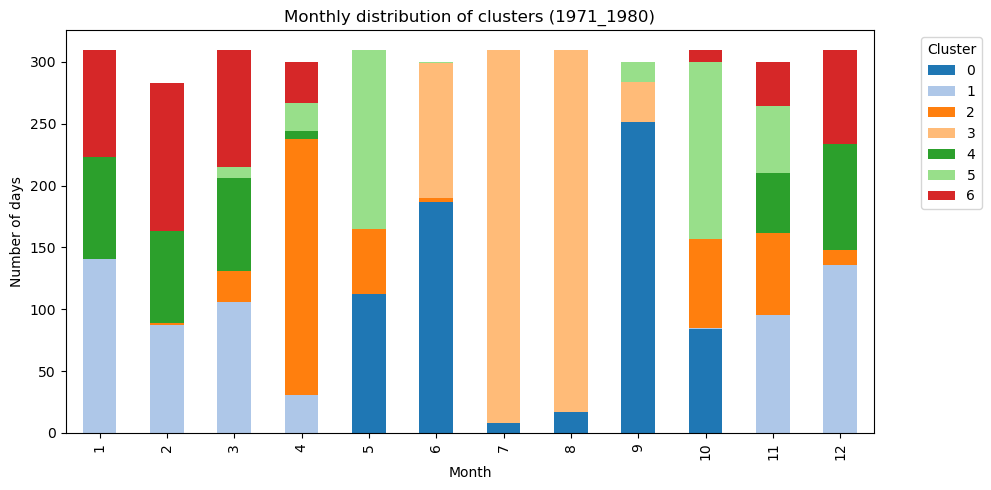 Monthly distribution of clusters (1971_1980)
Number of days
300
250
200
150
100
50
0
1 2 3 4 5 6 7 8 9 10 11 12
Month
Cluster
0
1
2
3
4
5
6